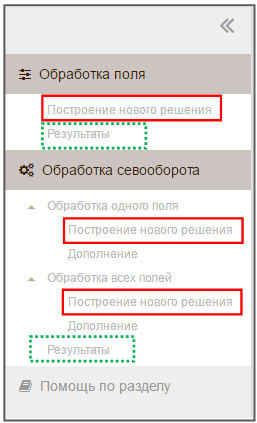 Обработка поля
Построение нового решения
Результаты
Обработка севооборота
Обработка одного поля
Построение нового решения
Дополнение
Обработка всех полей
Построение нового решения
Дополнение
Результаты
Помощь по разделу